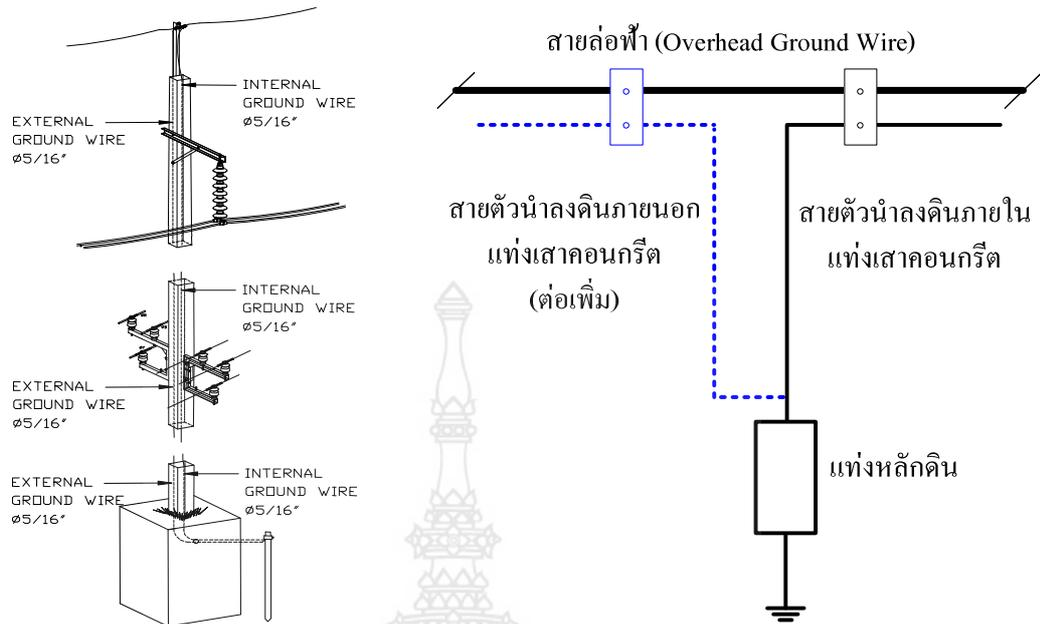 INTERNAL
GROUND WIRE
ø5/16"
EXTERNAL
GROUND WIRE
ø5/16"
INTERNAL
GROUND WIRE
ø5/16"
EXTERNAL
GROUND WIRE
ø5/16"
EXTERNAL
GROUND WIRE
ø5/16"
INTERNAL
GROUND WIRE
ø5/16"
สายล่อฟ้า (Overhead Ground Wire)
สายตัวนำลงดินภายนอก
แท่งเสาคอนกรีต
(ต่อเพิ่ม)
สายตัวนำลงดินภายใน
แท่งเสาคอนกรีต
แท่งหลักดิน